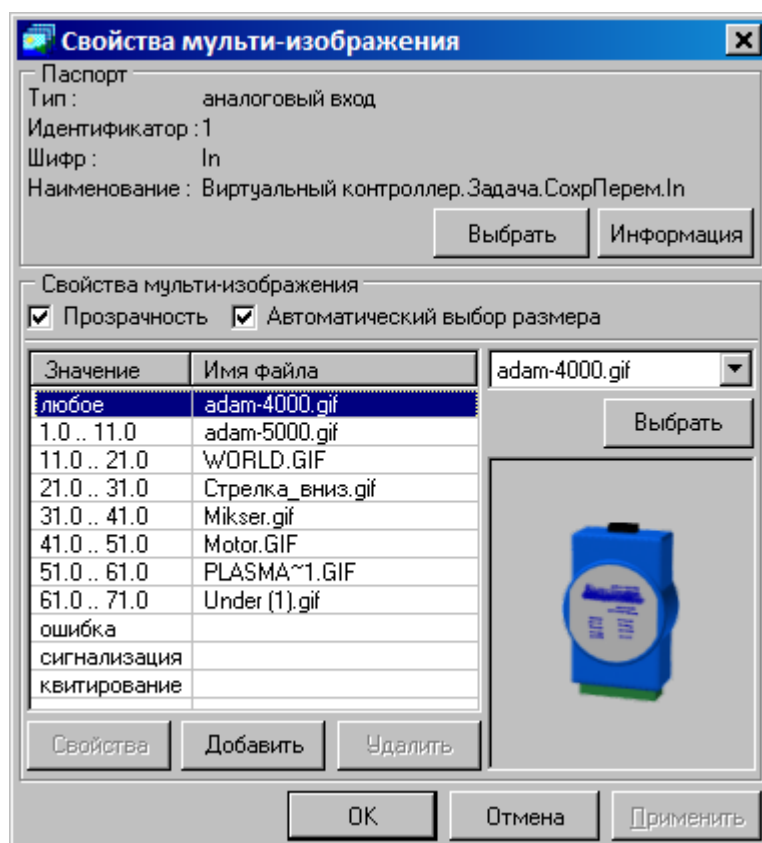 Свойства мульти-изображения
Паспорт
Тип : аналоговый вход
Идентификатор : 1
Шифр : In
Наименование : Виртуальный контроллер.Задача.СохрПерем.In
Выбрать Информация
Свойства мульти-изображения
Прозрачность Автоматический выбор размера
Значение Имя файла adam-4000.gif
любое adam-4000.gif
Выбрать
1.0 .. 11.0 adam-5000.gif
11.0 .. 21.0 WORLD.GIF
21.0 .. 31.0 Стрелка_вниз.gif
31.0 .. 41.0 Mikser.gif
41.0 .. 51.0 Motor.GIF
51.0 .. 61.0 PLASMA~1.GIF
61.0 .. 71.0 Under (1).gif
ошибка
сигнализация
квитирование
Свойства Добавить Удалить
OK Отмена Применить